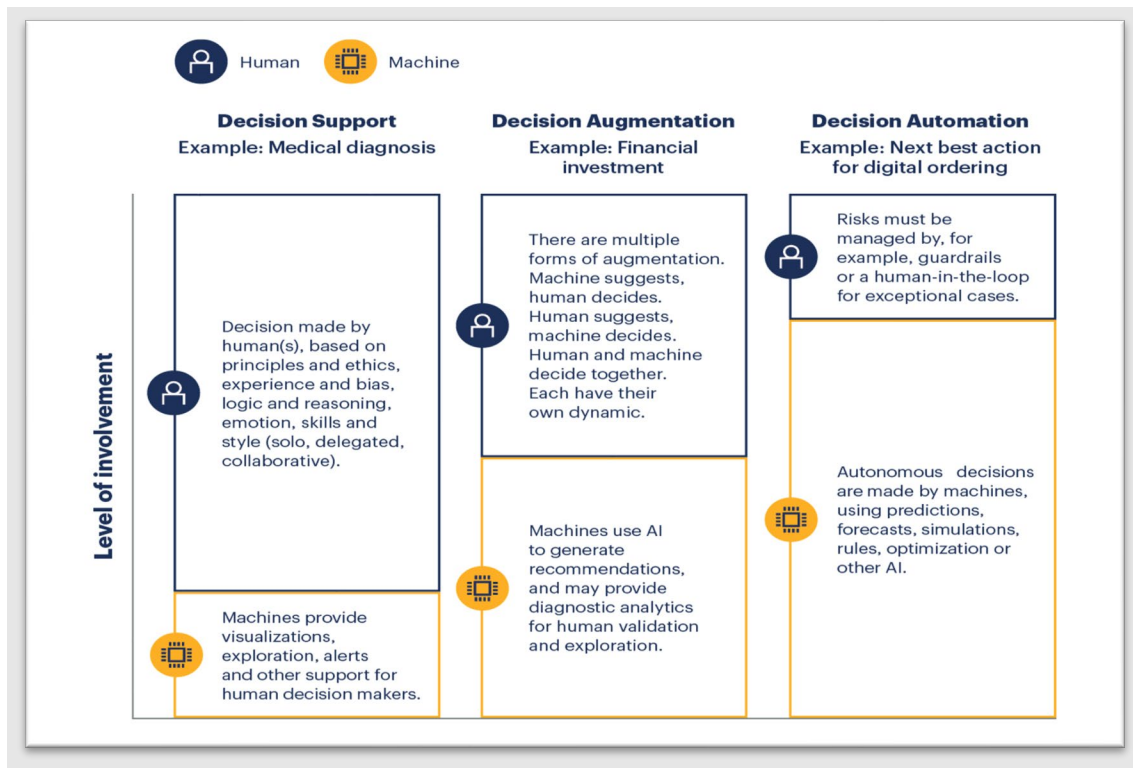 Human
Machine
Decision Support
Example: Medical diagnosis
Decision Augmentation
Example: Financial
investment
Decision Automation
Example: Next best action
for digital ordering
Level of involvement
Decision made by
human(s), based on
principles and ethics,
experience and bias,
logic and reasoning,
emotion, skills and
style (solo, delegated,
collaborative).
Machines provide
visualizations,
exploration, alerts
and other support for
human decision makers.
There are multiple
forms of augmentation.
Machine suggests,
human decides.
Human suggests,
machine decides.
Human and machine
decide together.
Each have their
own dynamic.
Machines use AI
to generate
recommendations,
and may provide
diagnostic analytics
for human validation
and exploration.
Risks must be
managed by, for
example, guardrails
or a human-in-the-loop
for exceptional cases.
Autonomous decisions
are made by machines,
using predictions,
forecasts, simulations,
rules, optimization or
other AI.